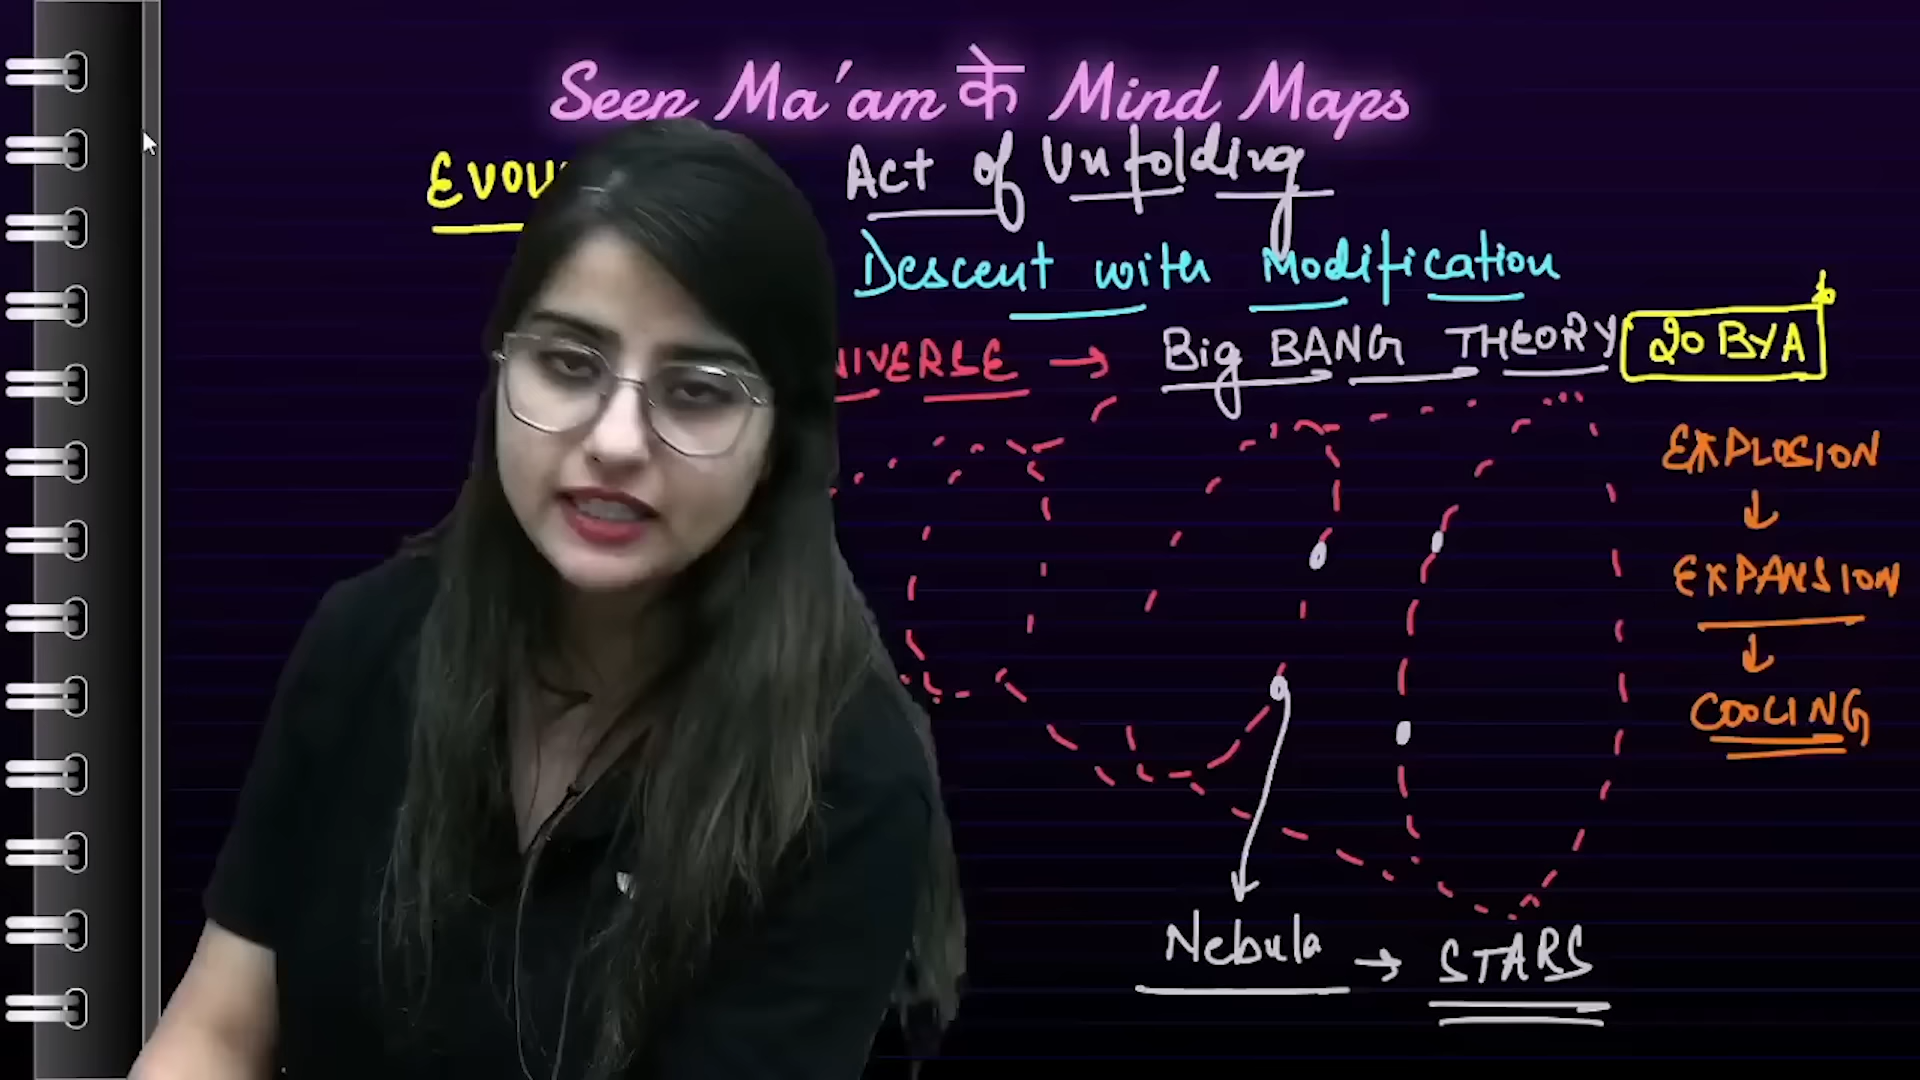 Seen Ma'am के Mind Maps
Act of Unfolding
Descent with Modification
→ Big BANG THEORY 20 BYA
EXPLOSION
↓
EXPANSION
↓
COOLING
Nebula → STARS